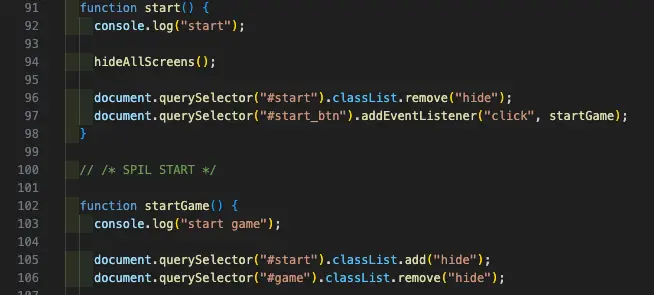 91 function start() {
92 console.log("start");
93
94 hideAllScreens();
95
96 document.querySelector("#start").classList.remove("hide");
97 document.querySelector("#start_btn").addEventListener("click", startGame);
98 }
99
100 // /* SPIL START */
101
102 function startGame() {
103 console.log("start game");
104
105 document.querySelector("#start").classList.add("hide");
106 document.querySelector("#game").classList.remove("hide");
107